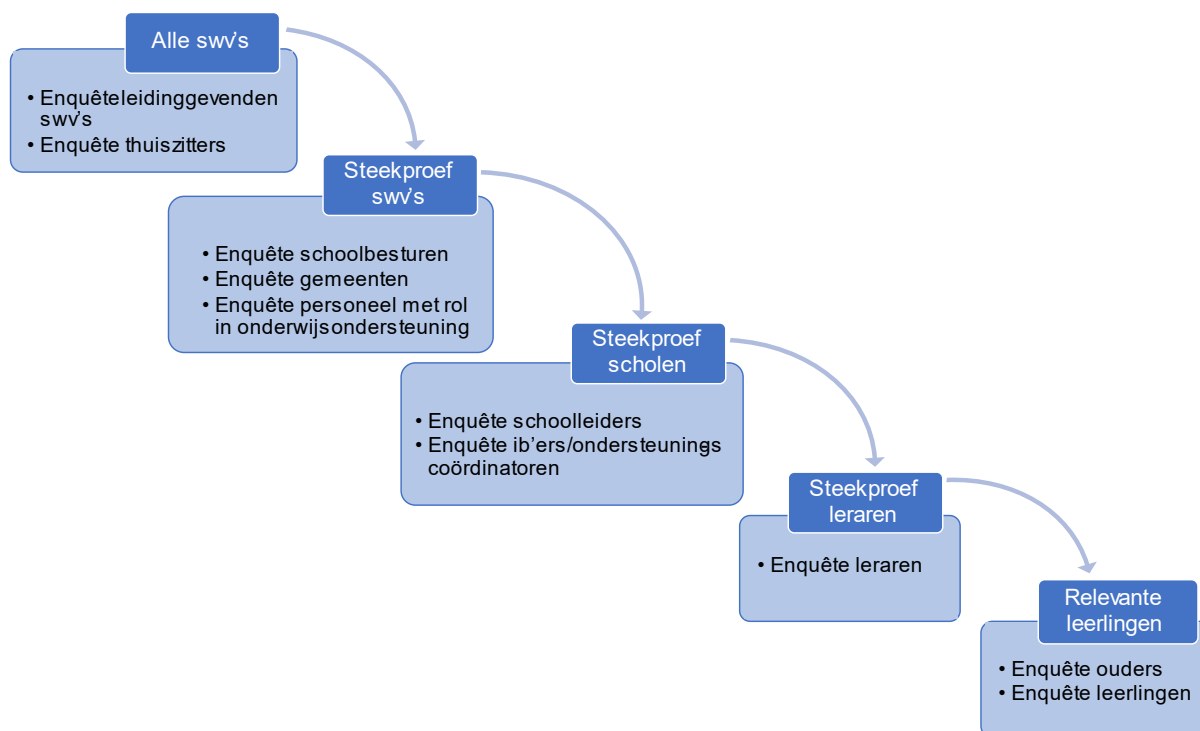 Alle swv's
• Enquêteleidinggevenden
swv's
• Enquête thuiszitters
Steekproef
swv's
• Enquête schoolbesturen
• Enquête gemeenten
• Enquête personeel met rol
in onderwijsondersteuning
Steekproef
scholen
• Enquête schoolleiders
• Enquête ib'ers/ondersteunings
coördinatoren
Steekproef
leraren
• Enquête leraren
Relevante
leerlingen
• Enquête ouders
• Enquête leerlingen